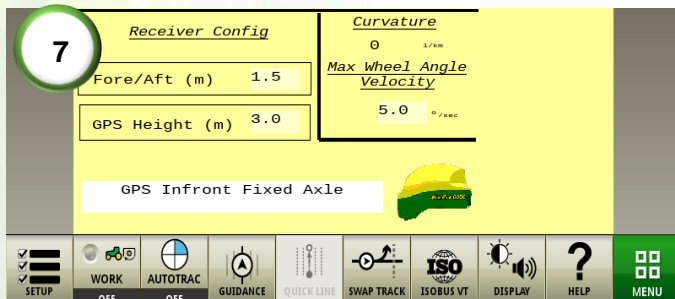 7
Receiver Config
Fore/Aft (m) 1.5
GPS Height (m) 3.0
Curvature
0 1/km
Max Wheel Angle
Velocity
5.0 °/sec
GPS Infront Fixed Axle
SETUP
WORK
OFF
AUTOTRAC
OFF
GUIDANCE
QUICK LINE
SWAP TRACK
ISO
ISOBUS VT
DISPLAY
?
HELP
MENU